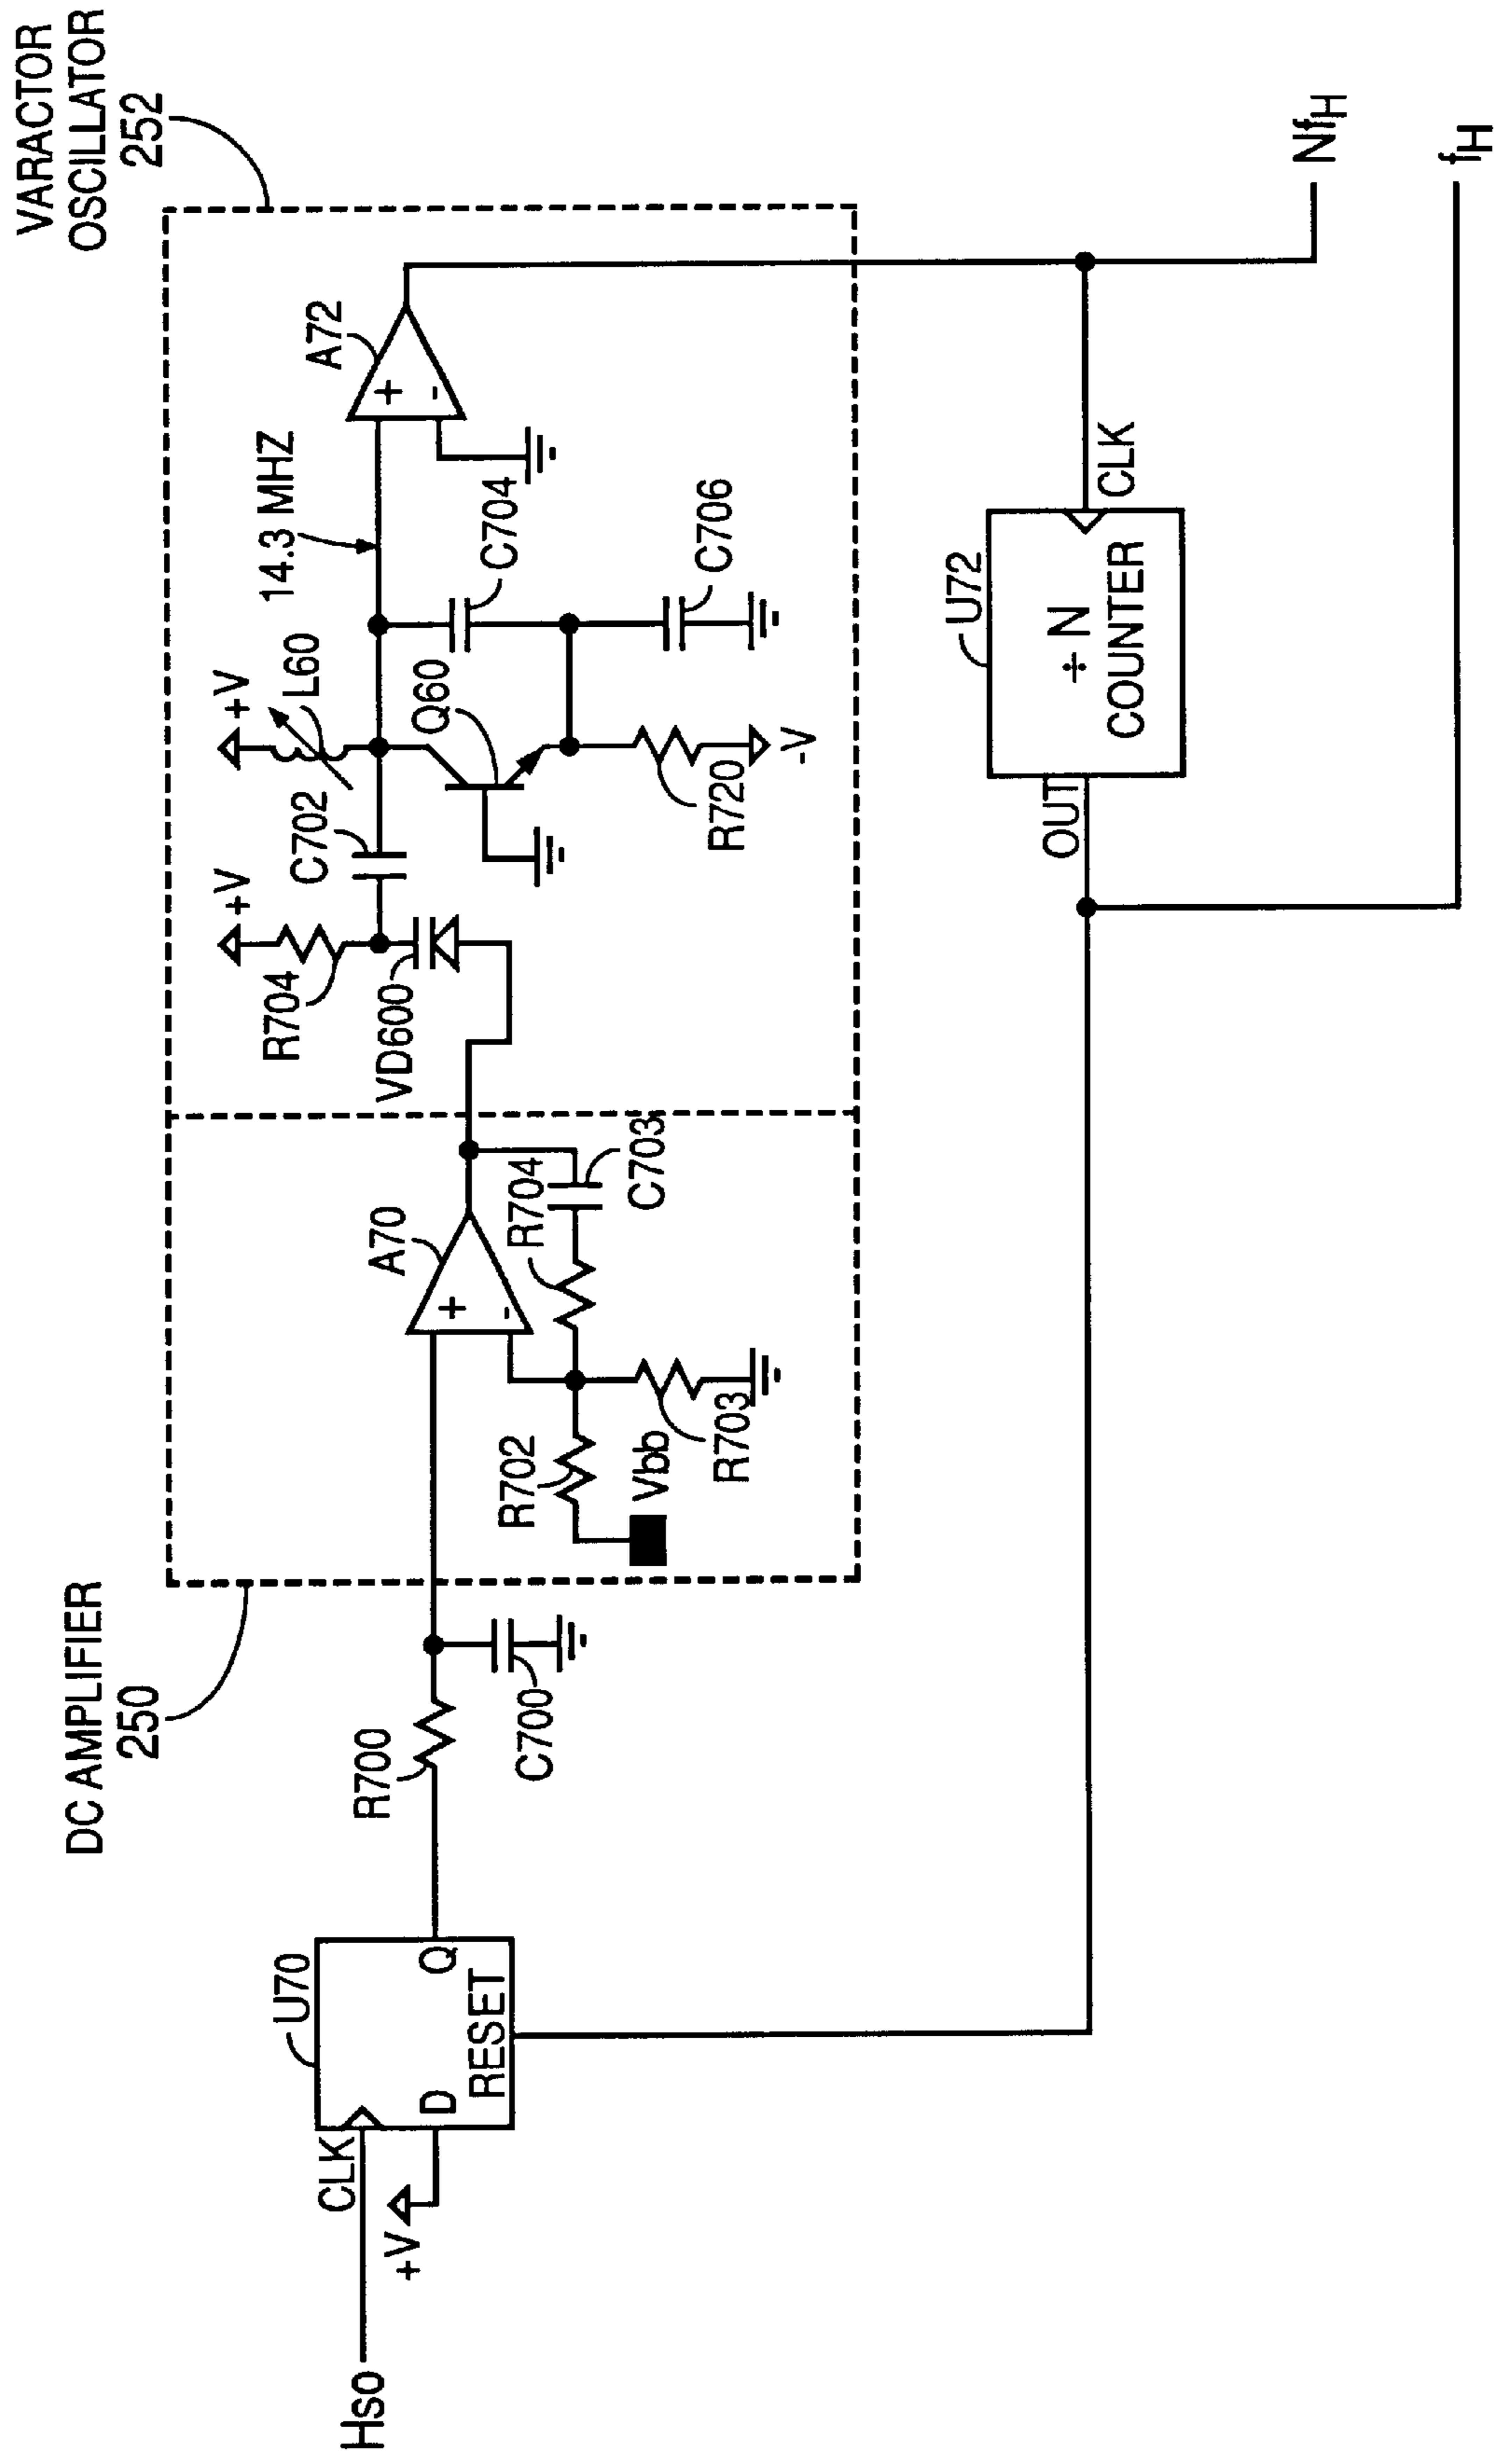 VARACTOR
OSCILLATOR
252
DC AMPLIFIER
250
+V
+V
L60
14.3 MHZ
A72
+
-
R704
C702
VD600
Q60
C704
C706
R720
-V
A70
+
-
R704
C703
R702
Vbb
R703
R700
C700
U70
CLK
D
Q
RESET
+V
Hso
U72
÷ N
COUNTER
OUT
CLK
NfH
fH